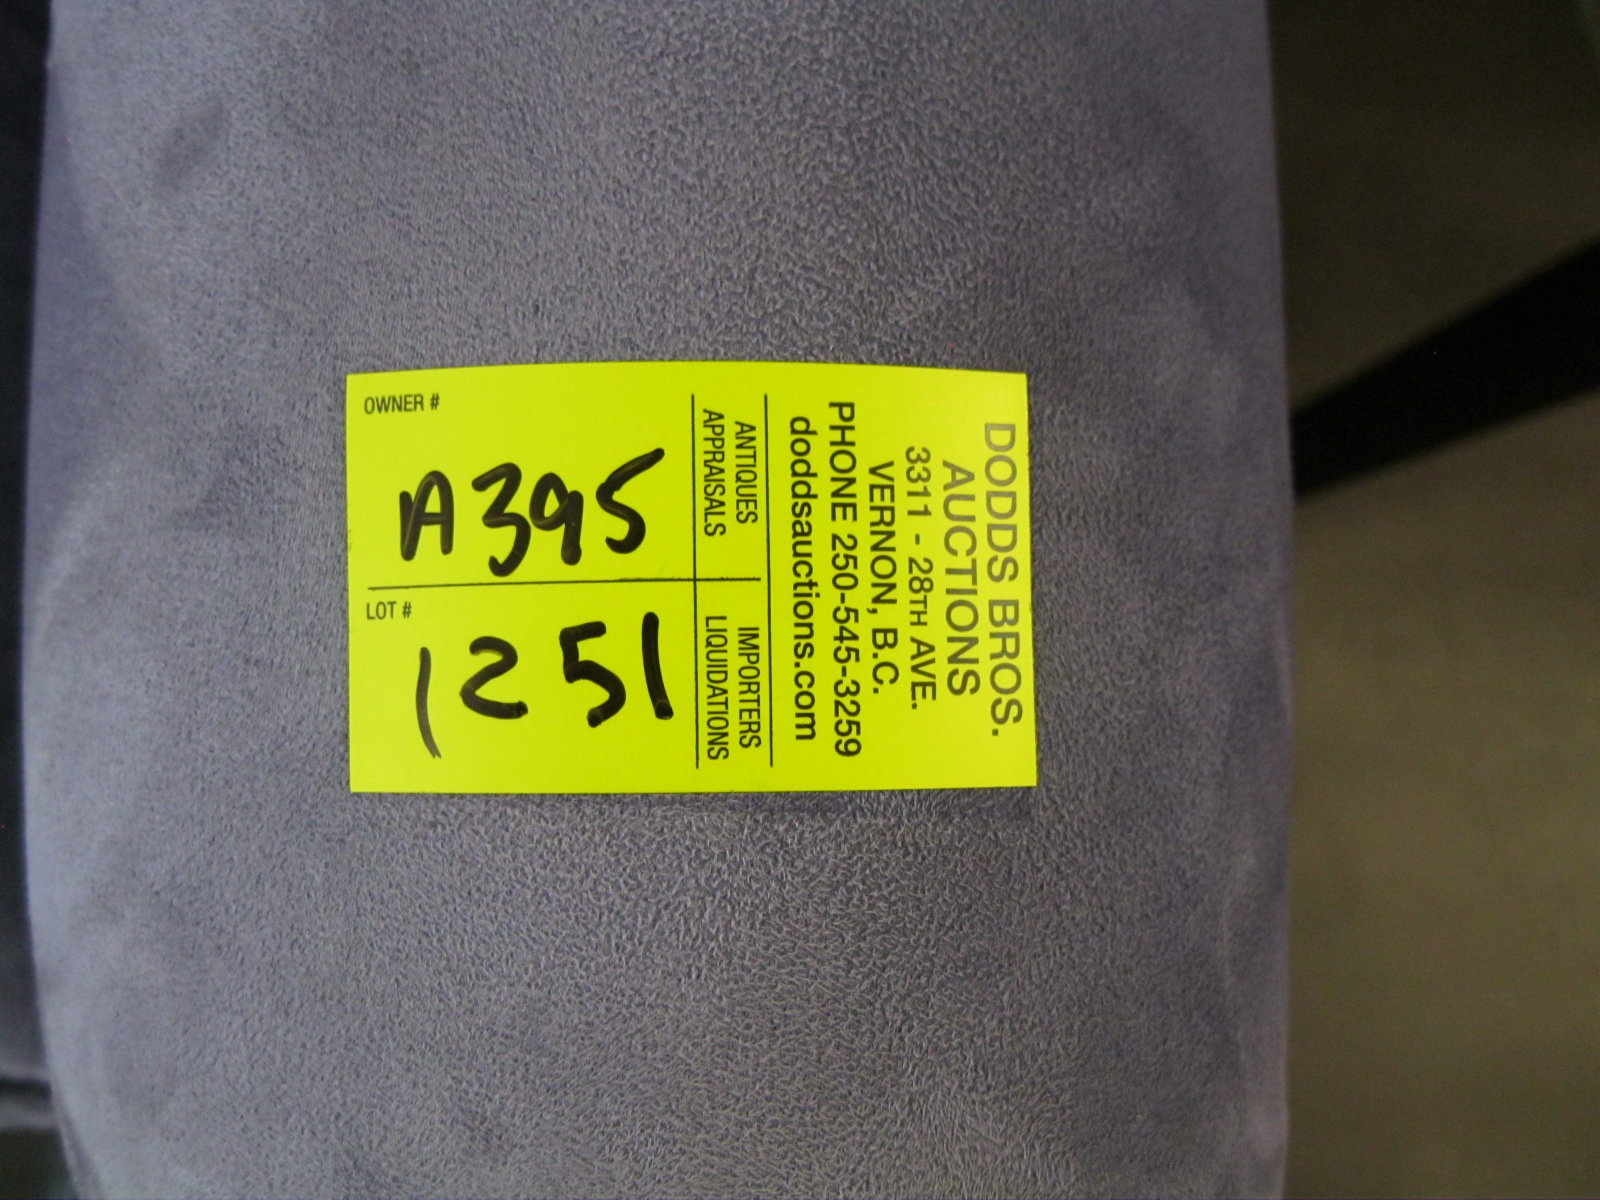 DODDS BROS.
AUCTIONS
3311 - 28TH AVE.
VERNON, B.C.
PHONE 250-545-3259
doddsauctions.com
ANTIQUES
APPRAISALS
IMPORTERS
LIQUIDATIONS
OWNER #
A395
LOT #
1251